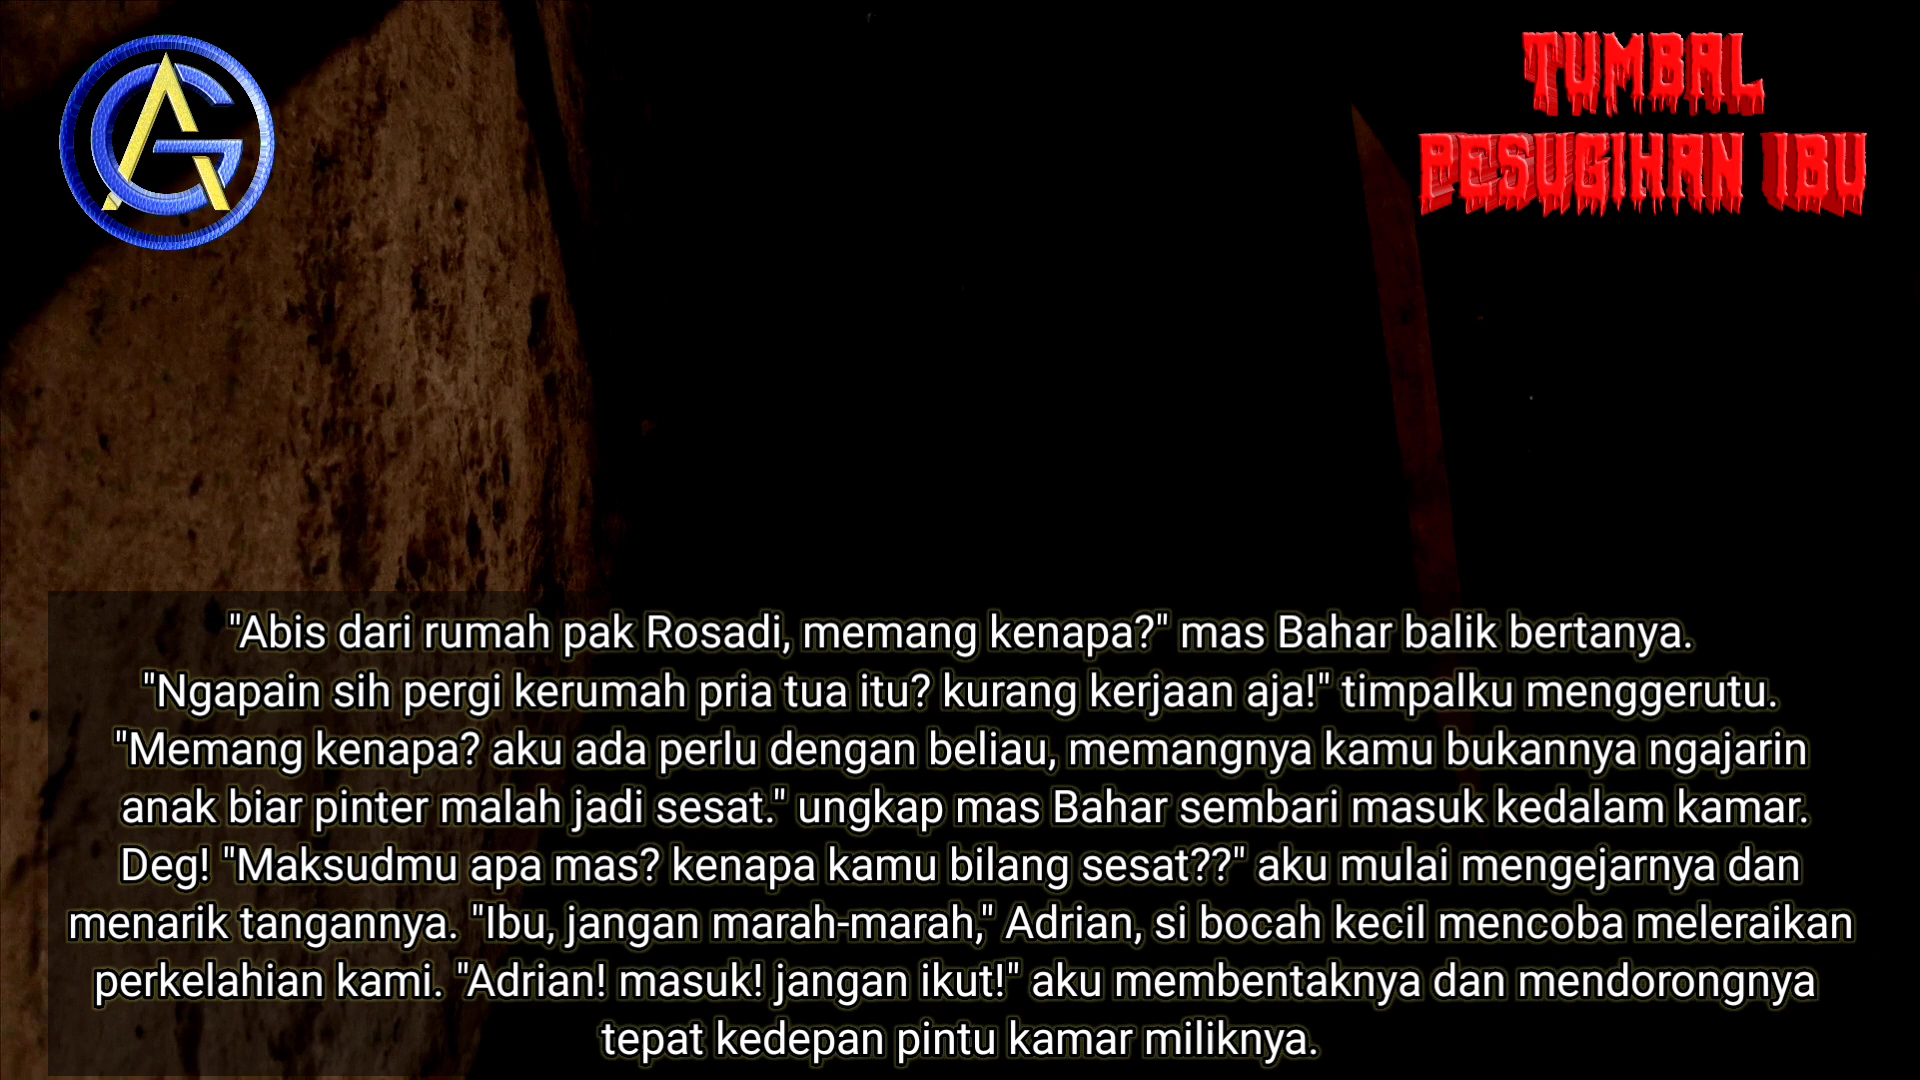 TUMBAL
PESUGIHAN IBU
"Abis dari rumah pak Rosadi, memang kenapa?" mas Bahar balik bertanya.
"Ngapain sih pergi kerumah pria tua itu? kurang kerjaan aja!" timpalku menggerutu.
"Memang kenapa? aku ada perlu dengan beliau, memangnya kamu bukannya ngajarin
anak biar pinter malah jadi sesat." ungkap mas Bahar sembari masuk kedalam kamar.
Deg! "Maksudmu apa mas? kenapa kamu bilang sesat??" aku mulai mengejarnya dan
menarik tangannya. "Ibu, jangan marah-marah," Adrian, si bocah kecil mencoba meleraikan
perkelahian kami. "Adrian! masuk! jangan ikut!" aku membentaknya dan mendorongnya
tepat kedepan pintu kamar miliknya.